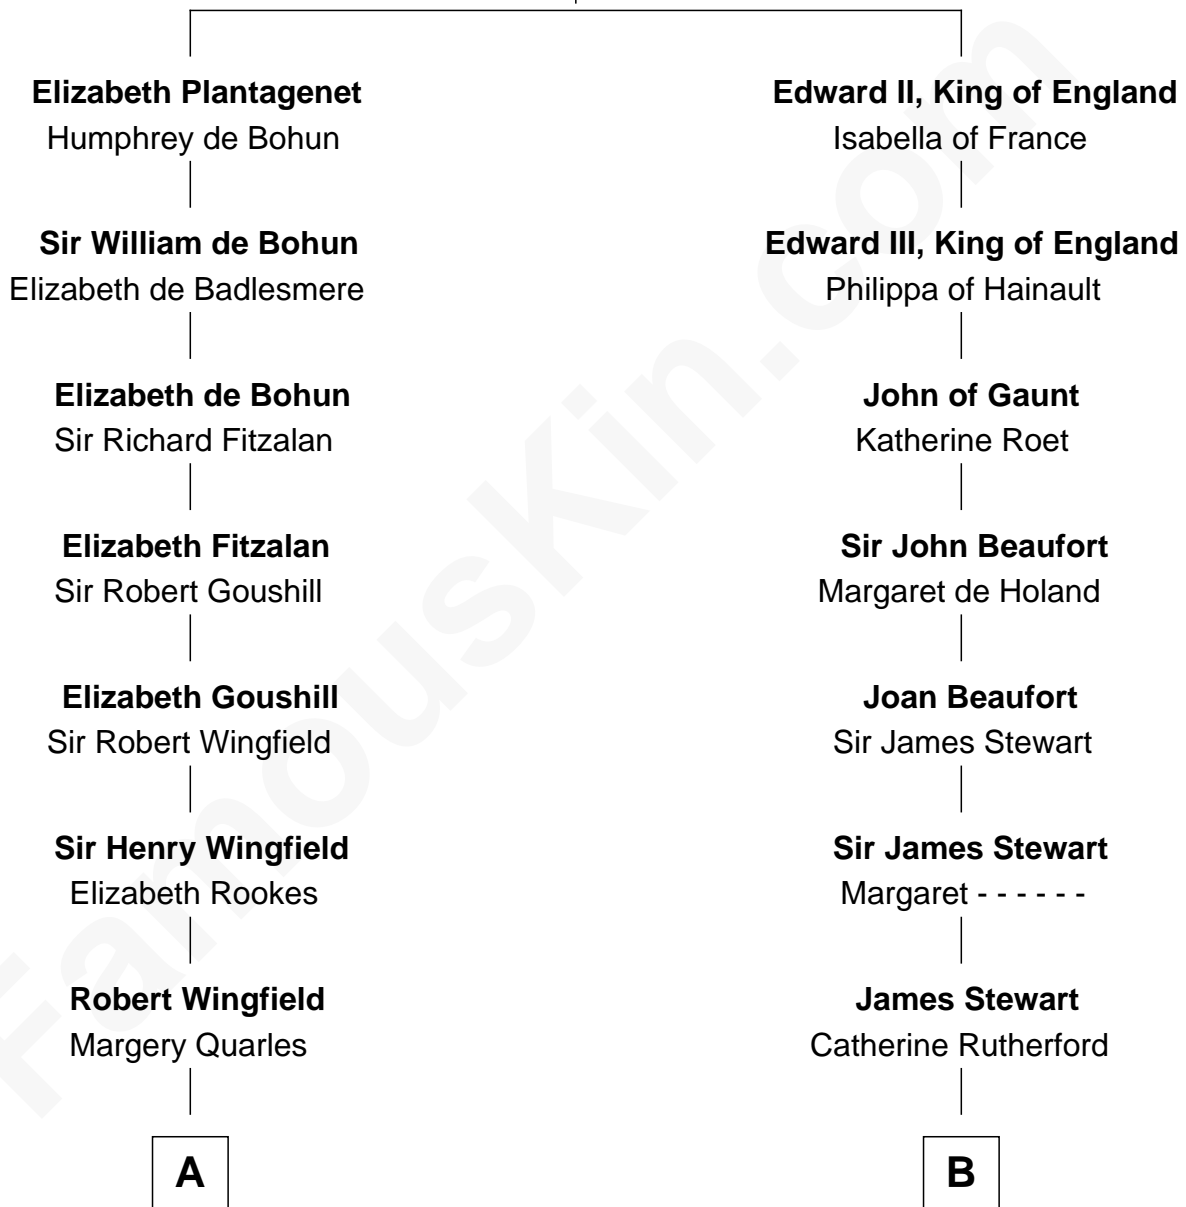 Elizabeth Plantagenet
Humphrey de Bohun
Sir William de Bohun
Elizabeth de Badlesmere
Elizabeth de Bohun
Sir Richard Fitzalan
Elizabeth Fitzalan
Sir Robert Goushill
Elizabeth Goushill
Sir Robert Wingfield
Sir Henry Wingfield
Elizabeth Rookes
Robert Wingfield
Margery Quarles
A
Edward II, King of England
Isabella of France
Edward III, King of England
Philippa of Hainault
John of Gaunt
Katherine Roet
Sir John Beaufort
Margaret de Holand
Joan Beaufort
Sir James Stewart
Sir James Stewart
Margaret - - - - - -
James Stewart
Catherine Rutherford
B
FamousKin.com